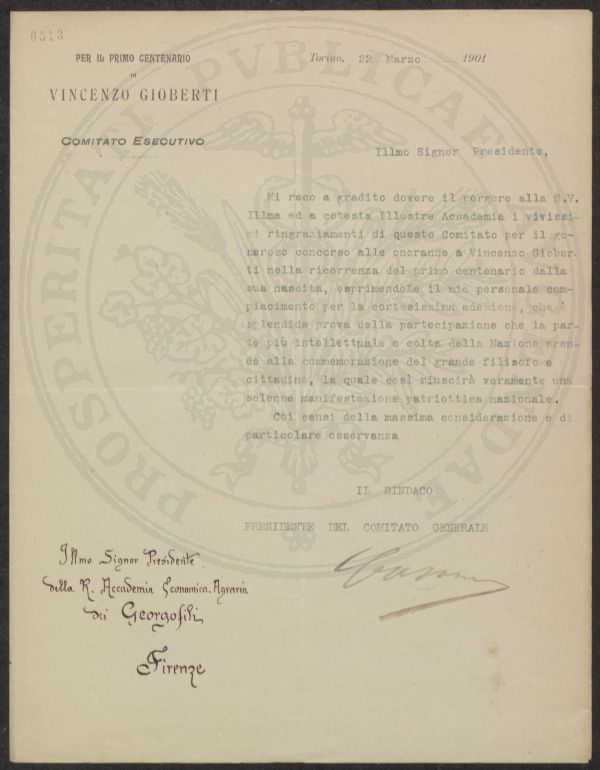 6513
PER IL PRIMO CENTENARIO
DI
VINCENZO GIOBERTI
COMITATO ESECUTIVO
Torino, 22 Marzo 1901
Illmo Signor Presidente,
Mi reco a gradito dovere il porgere alla S.V.
Illma ed a cotesta Illustre Accademia i vivissi-
mi ringraziamenti di questo Comitato per il ge-
neroso concorso alle onoranze a Vincenzo Giober-
ti nella ricorrenza del primo centenario dalla
sua nascita, esprimendoLe il mio personale com-
piacimento per la cortesissima adesione, che è
splendida prova della partecipazione che la par-
te più intellettuale e colta della Nazione pren-
de alla commemorazione del grande filisofo e
cittadino, la quale così riuscirà veramente una
solenne manifestazione patriottica nazionale.
Coi sensi della massima considerazione e di
particolare osservanza
IL SINDACO
PRESIDENTE DEL COMITATO GENERALE
Illmo Signor Presidente
della R. Accademia Economica-Agraria
dei Georgofili
Firenze
PROSPERITATI PVBLICAE